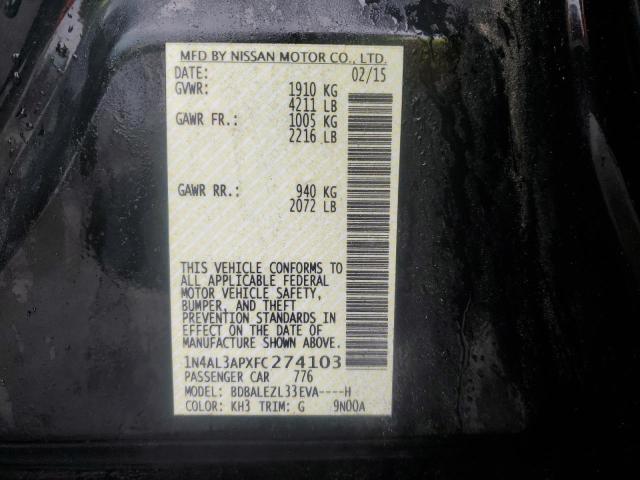 MFD BY NISSAN MOTOR CO., LTD.
DATE: 02/15
GVWR: 1910 KG
4211 LB
GAWR FR.: 1005 KG
2216 LB
GAWR RR.: 940 KG
2072 LB
THIS VEHICLE CONFORMS TO
ALL APPLICABLE FEDERAL
MOTOR VEHICLE SAFETY,
BUMPER, AND THEFT
PREVENTION STANDARDS IN
EFFECT ON THE DATE OF
MANUFACTURE SHOWN ABOVE.
1N4AL3APXFC274103
PASSENGER CAR 776
MODEL: BDBALEZL33EVA----H
COLOR: KH3 TRIM: G 9N00A